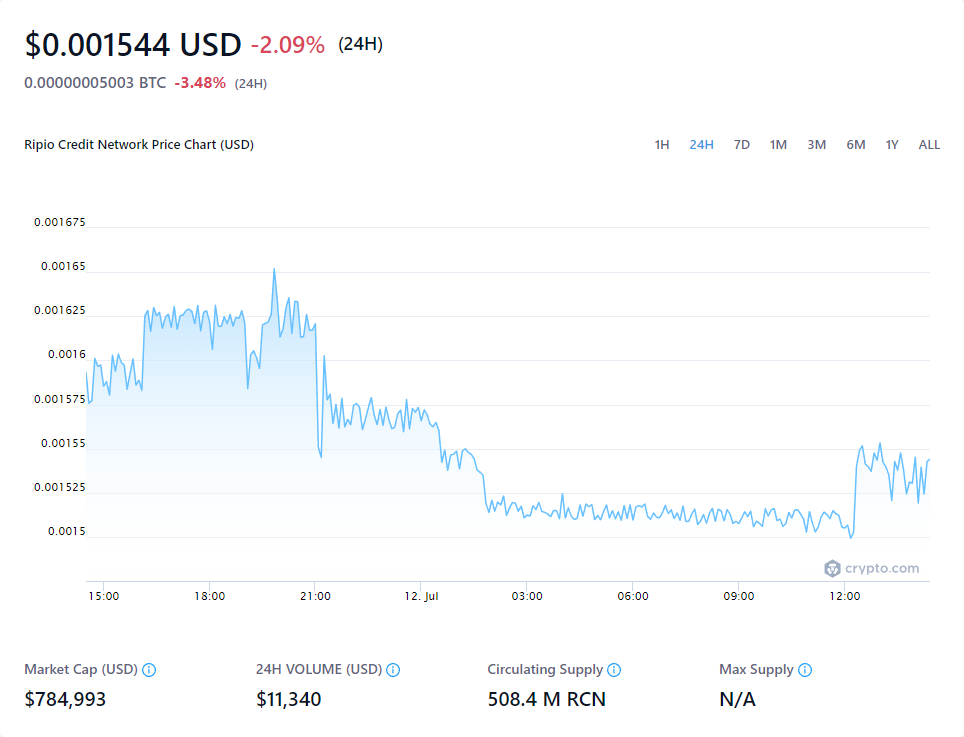 $0.001544 USD -2.09% (24H)
0.00000005003 BTC -3.48% (24H)
Ripio Credit Network Price Chart (USD) 1H 24H 7D 1M 3M 6M 1Y ALL
0.001675
0.00165
0.001625
0.0016
0.001575
0.00155
0.001525
0.0015
crypto.com
15:00 18:00 21:00 12. Jul 03:00 06:00 09:00 12:00
Market Cap (USD) 24H VOLUME (USD) Circulating Supply Max Supply
$784,993 $11,340 508.4 M RCN N/A